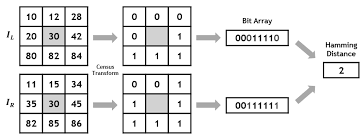 10 12 28
I_L 20 30 42
80 82 84
0 0 0
0 1
1 1 1
Bit Array
00011110
Census
Transform
Hamming
Distance
2
11 15 34
I_R 35 30 45
82 85 86
0 0 1
1 1
1 1 1
00111111